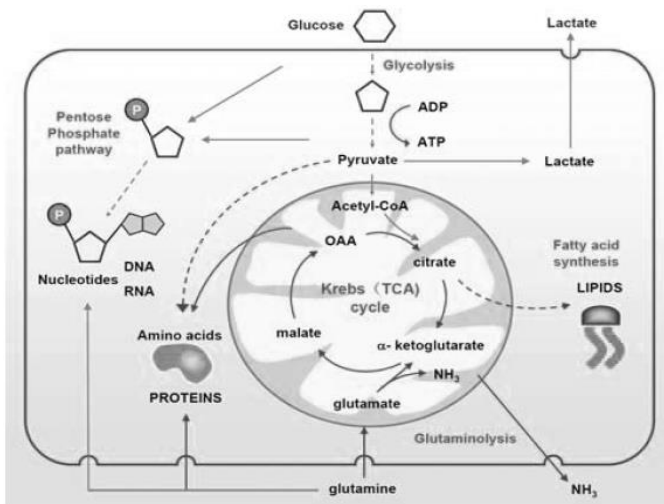 Glucose
Lactate
Glycolysis
P
Pentose
Phosphate
pathway
ADP
ATP
Pyruvate
Lactate
Acetyl-CoA
P
OAA
citrate
Fatty acid
synthesis
LIPIDS
Nucleotides
DNA
RNA
Krebs (TCA)
cycle
Amino acids
malate
α- ketoglutarate
NH3
PROTEINS
glutamate
Glutaminolysis
glutamine
NH3